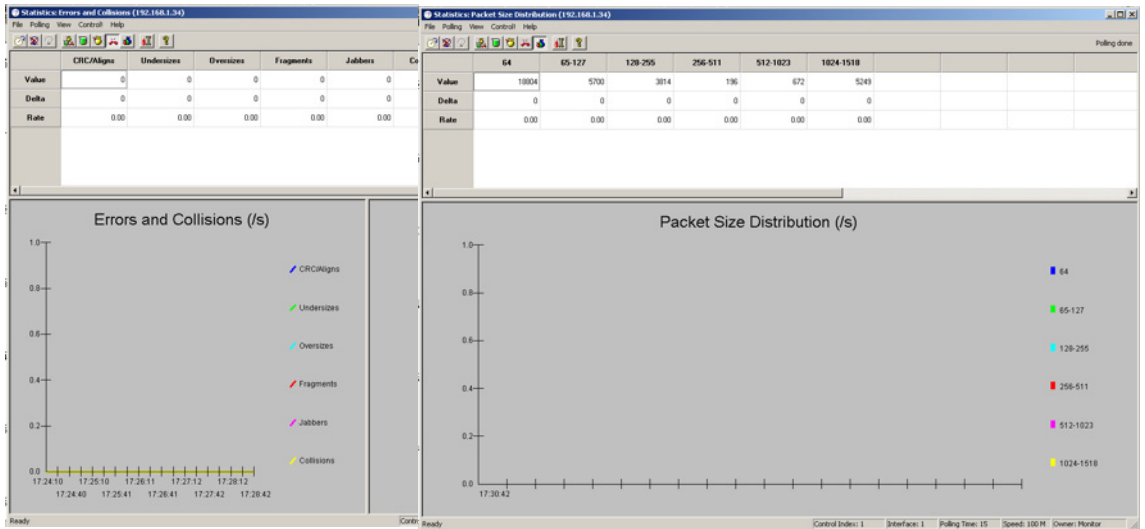 Statistics: Errors and Collisions (192.168.1.34)
File Polling View Control! Help
CRC/Aligns Undersizes Oversizes Fragments Jabbers Co
Value 0 0 0 0 0
Delta 0 0 0 0 0
Rate 0.00 0.00 0.00 0.00 0.00
Errors and Collisions (/s)
1.0
0.8
0.6
0.4
0.2
0.0
17:24:10 17:25:10 17:26:11 17:27:12 17:28:12
17:24:40 17:25:41 17:26:41 17:27:42 17:28:42
CRC/Aligns
Undersizes
Oversizes
Fragments
Jabbers
Collisions
Ready
Contro
Statistics: Packet Size Distribution (192.168.1.34)
File Polling View Control! Help
Polling done
64 65-127 128-255 256-511 512-1023 1024-1518
Value 10804 5700 3814 196 672 5249
Delta 0 0 0 0 0 0
Rate 0.00 0.00 0.00 0.00 0.00 0.00
Packet Size Distribution (/s)
1.0
0.8
0.6
0.4
0.2
0.0
17:30:42
64
65-127
128-255
256-511
512-1023
1024-1518
Ready
Control Index: 1 Interface: 1 Polling Time: 15 Speed: 100 M Owner: Monitor